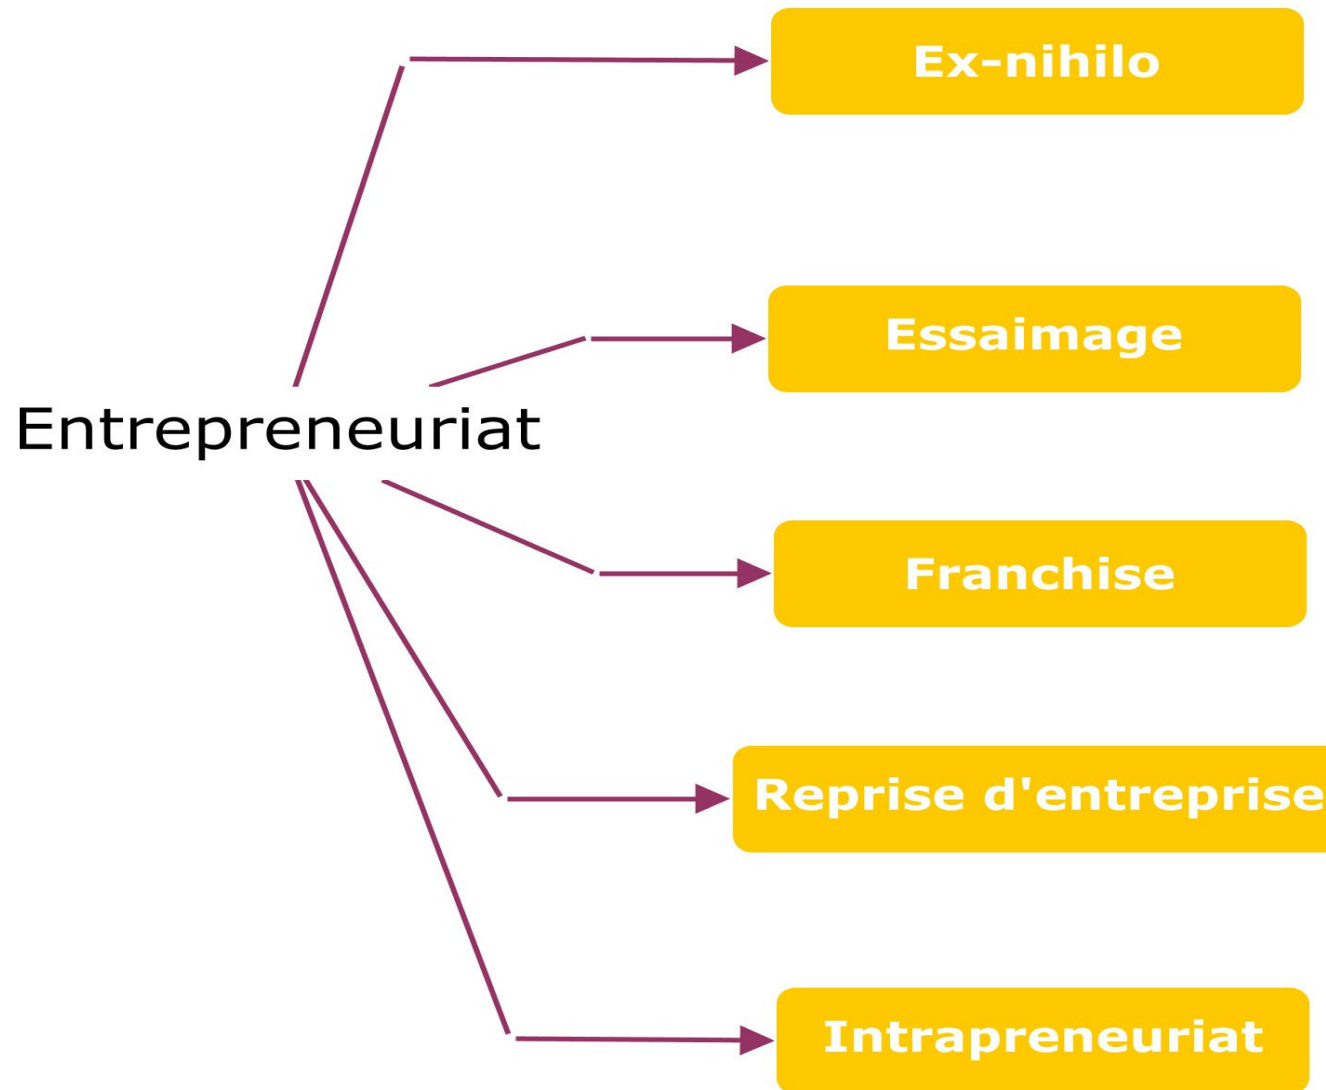 Ex-nihilo
Essaimage
Entrepreneuriat
Franchise
Reprise d'entreprise
Intrapreneuriat